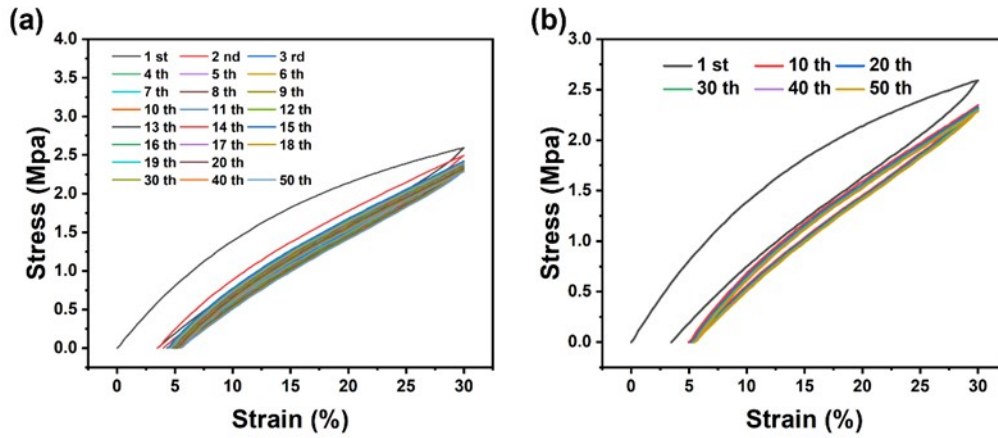 (a)
4.0
3.5
3.0
2.5
2.0
1.5
1.0
0.5
0.0
Stress (Mpa)
1 st 2 nd 3 rd
4 th 5 th 6 th
7 th 8 th 9 th
10 th 11 th 12 th
13 th 14 th 15 th
16 th 17 th 18 th
19 th 20 th
30 th 40 th 50 th
0 5 10 15 20 25 30
Strain (%)
(b)
3.0
2.5
2.0
1.5
1.0
0.5
0.0
Stress (Mpa)
1 st 10 th 20 th
30 th 40 th 50 th
0 5 10 15 20 25 30
Strain (%)